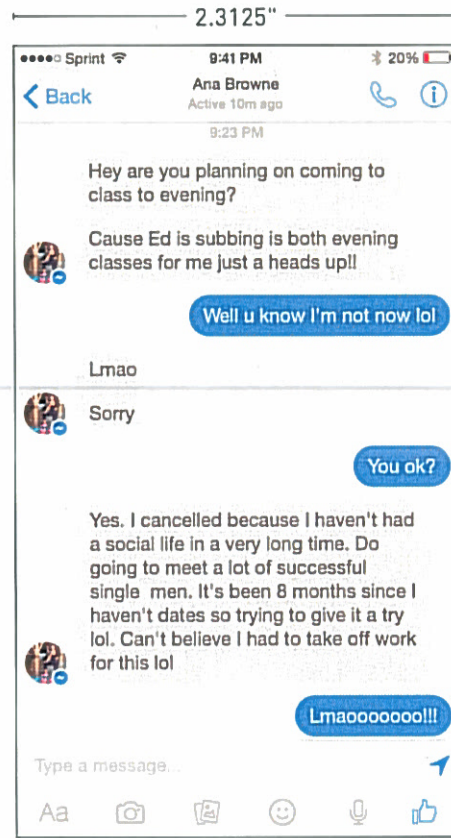 2.3125"
Sprint 9:41 PM 20%
Back Ana Browne
Active 10m ago
9:23 PM
Hey are you planning on coming to
class to evening?
Cause Ed is subbing is both evening
classes for me just a heads up!!
Well u know I'm not now lol
Lmao
Sorry
You ok?
Yes. I cancelled because I haven't had
a social life in a very long time. Do
going to meet a lot of successful
single men. It's been 8 months since I
haven't dates so trying to give it a try
lol. Can't believe I had to take off work
for this lol
Lmaooooooo!!!
Type a message...
Aa